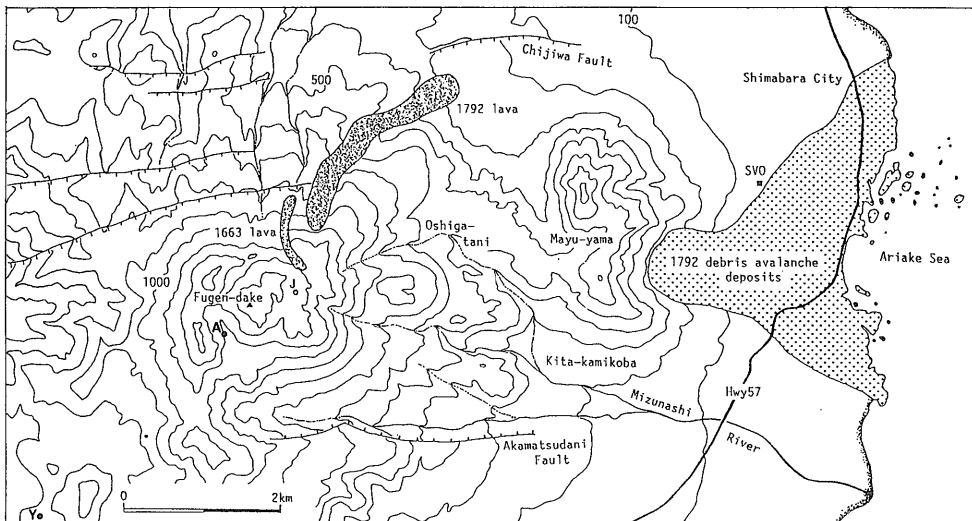 100
Chijiwa Fault
Shimabara City
500
1792 lava
SVO
Oshiga-
tani
1663 lava
Mayu-yama
1792 debris avalanche
deposits
Ariake Sea
1000
J
Fugen-dake
A
Kita-kamikoba
Mizunashi
River
Hwy57
Akamatsudani
Fault
0
2km
Y